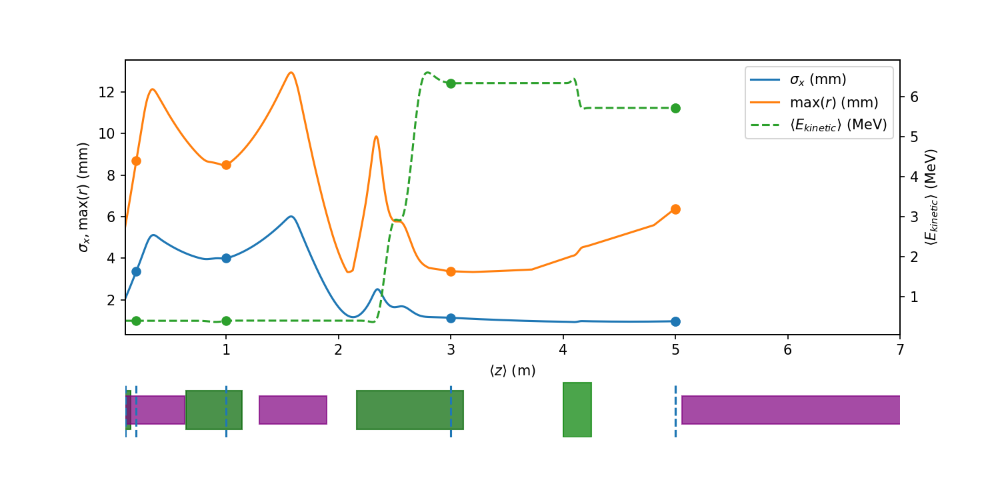 12
10
8
6
4
2
σx, max(r) (mm)
σx (mm)
max(r) (mm)
⟨Ekinetic⟩ (MeV)
6
5
4
3
2
1
⟨Ekinetic⟩ (MeV)
1 2 3 4 5 6 7
⟨z⟩ (m)